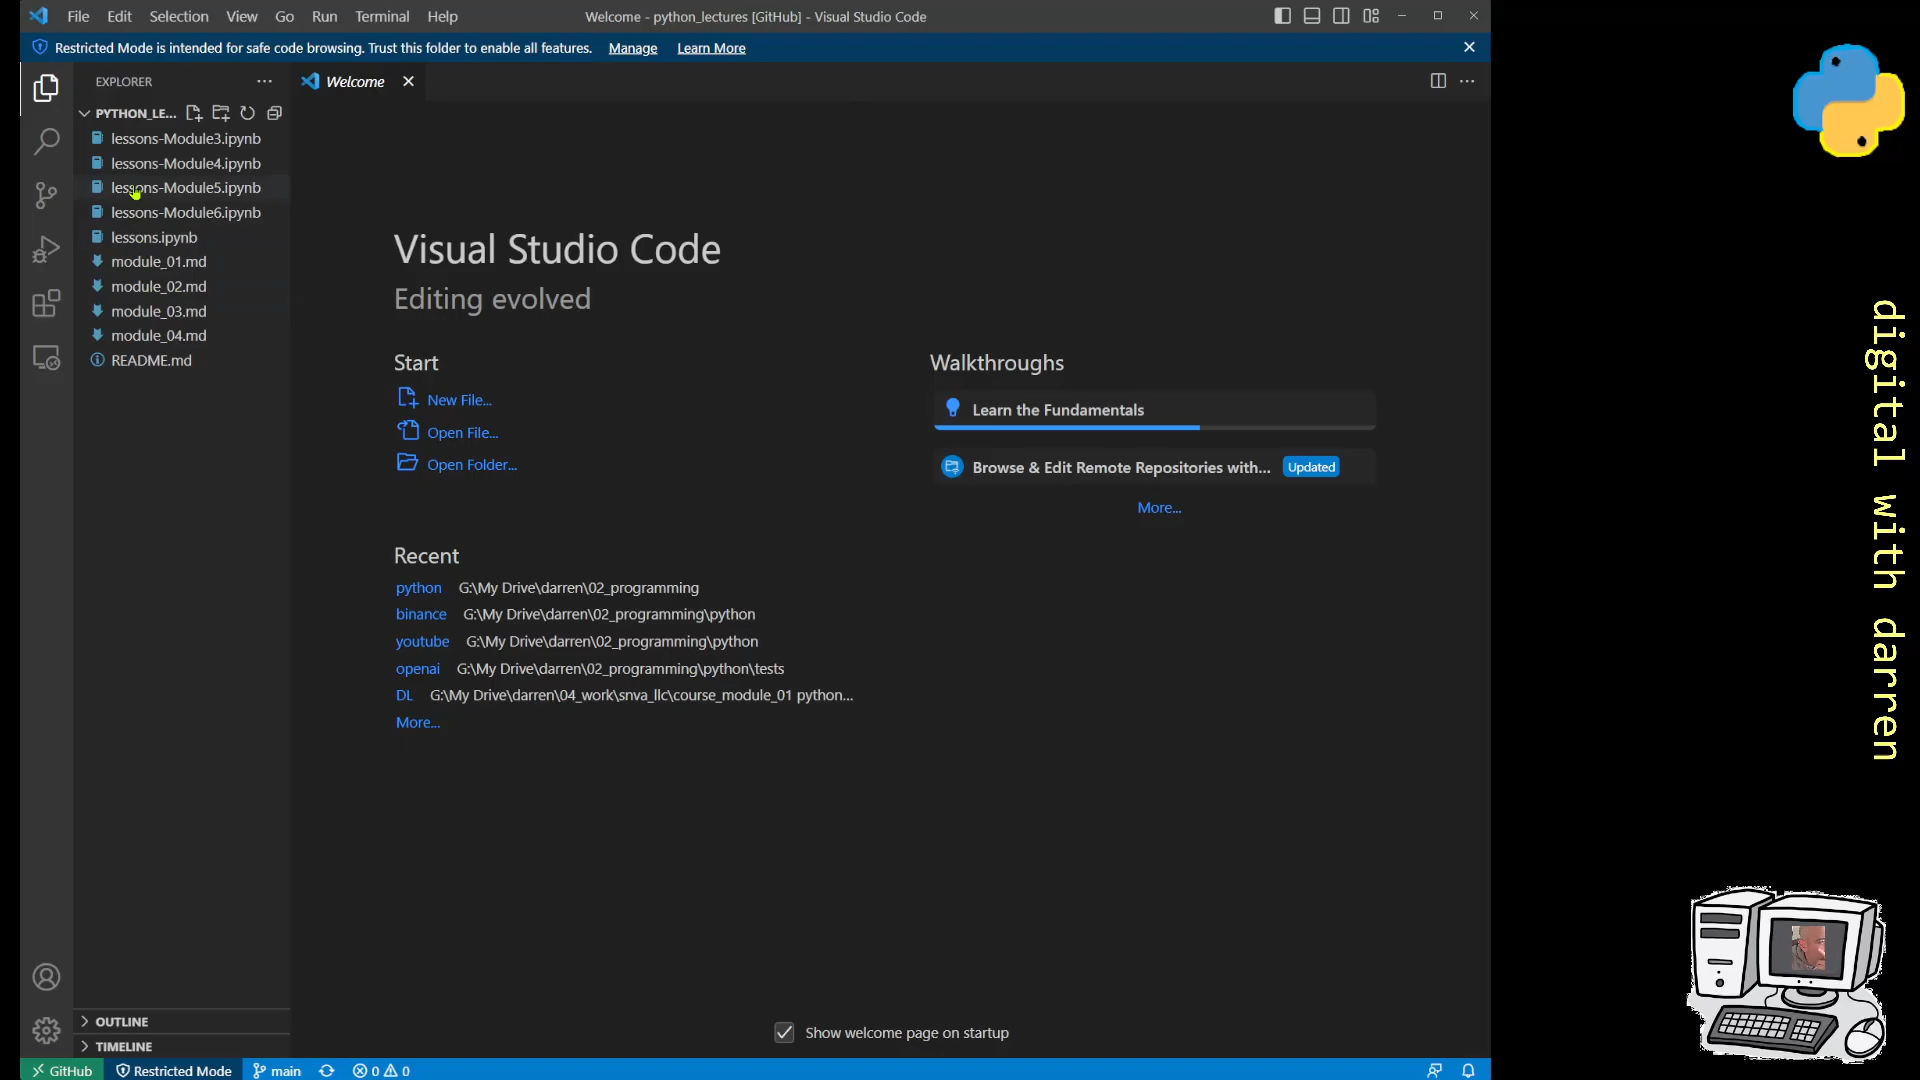 File Edit Selection View Go Run Terminal Help
Welcome - python_lectures [GitHub] - Visual Studio Code
Restricted Mode is intended for safe code browsing. Trust this folder to enable all features. Manage Learn More
EXPLORER
Welcome
PYTHON_LE...
lessons-Module3.ipynb
lessons-Module4.ipynb
lessons-Module5.ipynb
lessons-Module6.ipynb
lessons.ipynb
module_01.md
module_02.md
module_03.md
module_04.md
README.md
Visual Studio Code
Editing evolved
Start
New File...
Open File...
Open Folder...
Walkthroughs
Learn the Fundamentals
Browse & Edit Remote Repositories with... Updated
More...
Recent
python G:\My Drive\darren\02_programming
binance G:\My Drive\darren\02_programming\python
youtube G:\My Drive\darren\02_programming\python
openai G:\My Drive\darren\02_programming\python\tests
DL G:\My Drive\darren\04_work\snva_llc\course_module_01 python...
More...
Show welcome page on startup
OUTLINE
TIMELINE
GitHub Restricted Mode main 0 0
digital with darren